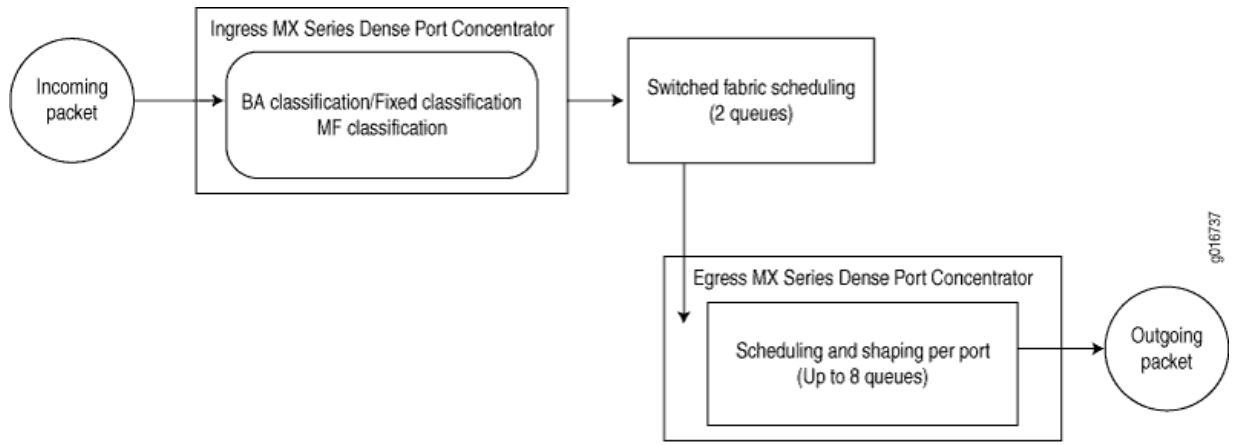 Ingress MX Series Dense Port Concentrator
Incoming
packet
BA classification/Fixed classification
MF classification
Switched fabric scheduling
(2 queues)
g016737
Egress MX Series Dense Port Concentrator
Scheduling and shaping per port
(Up to 8 queues)
Outgoing
packet